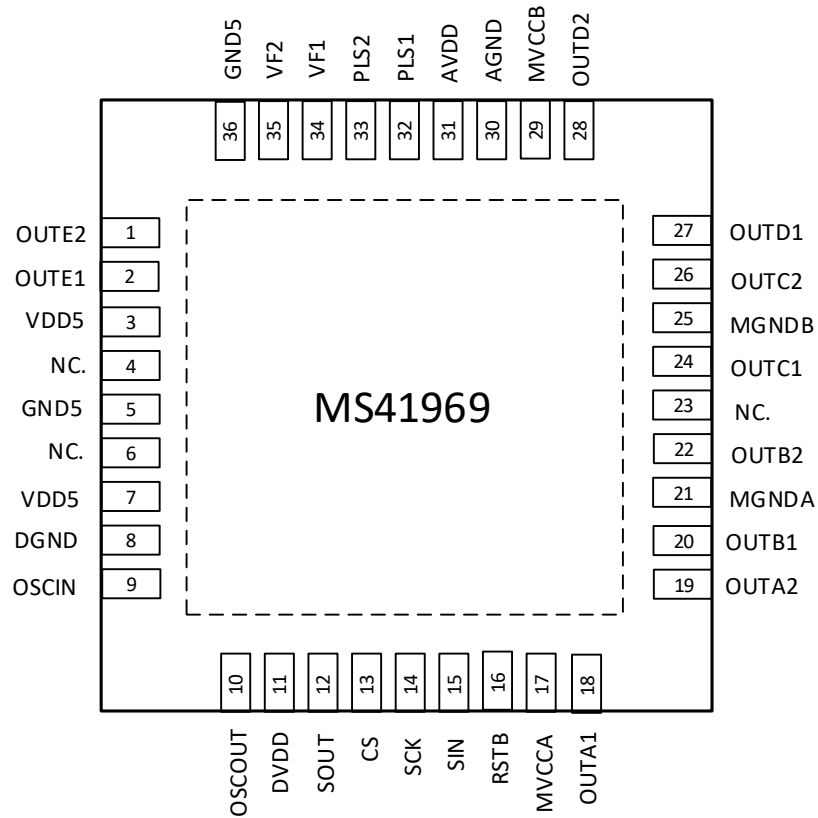 GND5 VF2 VF1 PLS2 PLS1 AVDD AGND MVCCB OUTD2
36 35 34 33 32 31 30 29 28
OUTE2 1
OUTE1 2
VDD5 3
NC. 4
GND5 5
NC. 6
VDD5 7
DGND 8
OSCIN 9
MS41969
27 OUTD1
26 OUTC2
25 MGNDB
24 OUTC1
23 NC.
22 OUTB2
21 MGNDA
20 OUTB1
19 OUTA2
10 11 12 13 14 15 16 17 18
OSCOUT DVDD SOUT CS SCK SIN RSTB MVCCA OUTA1